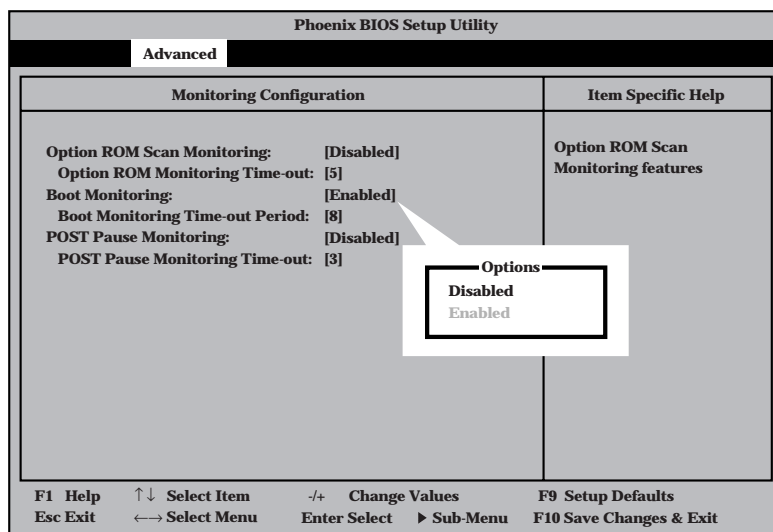 Phoenix BIOS Setup Utility
Advanced
Monitoring Configuration
Item Specific Help
Option ROM Scan Monitoring: [Disabled]
Option ROM Monitoring Time-out: [5]
Boot Monitoring: [Enabled]
Boot Monitoring Time-out Period: [8]
POST Pause Monitoring: [Disabled]
POST Pause Monitoring Time-out: [3]
Option ROM Scan
Monitoring features
Options
Disabled
Enabled
F1 Help ↑↓ Select Item -/+ Change Values F9 Setup Defaults
Esc Exit ←→ Select Menu Enter Select ▶ Sub-Menu F10 Save Changes & Exit